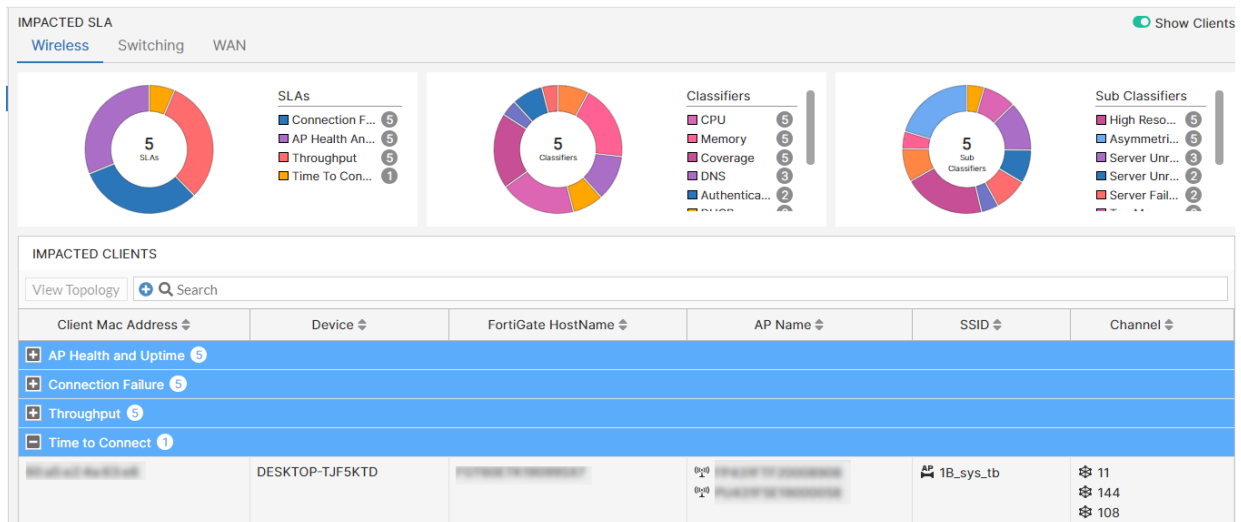 IMPACTED SLA
Show Clients
Wireless Switching WAN
SLAs
5
SLAs
Connection F... 5
AP Health An... 5
Throughput 5
Time To Con... 1
Classifiers
5
Classifiers
CPU 5
Memory 5
Coverage 5
DNS 3
Authentica... 2
Sub Classifiers
5
Sub
Classifiers
High Reso... 5
Asymmetri... 5
Server Unr... 3
Server Unr... 2
Server Fail... 2
IMPACTED CLIENTS
View Topology Search
Client Mac Address Device FortiGate HostName AP Name SSID Channel
AP Health and Uptime 5
Connection Failure 5
Throughput 5
Time to Connect 1
DESKTOP-TJF5KTD 1B_sys_tb 11
144
108